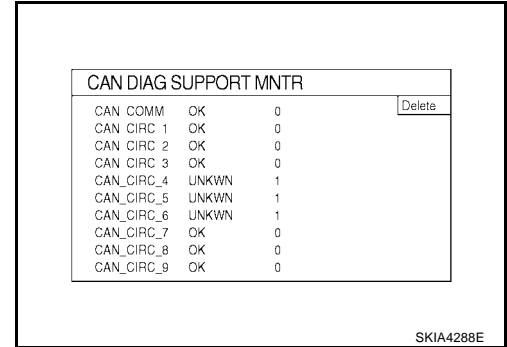 CAN DIAG SUPPORT MNTR
Delete
CAN COMM OK 0
CAN CIRC 1 OK 0
CAN CIRC 2 OK 0
CAN CIRC 3 OK 0
CAN_CIRC_4 UNKWN 1
CAN_CIRC_5 UNKWN 1
CAN_CIRC_6 UNKWN 1
CAN_CIRC_7 OK 0
CAN_CIRC_8 OK 0
CAN_CIRC_9 OK 0
SKIA4288E